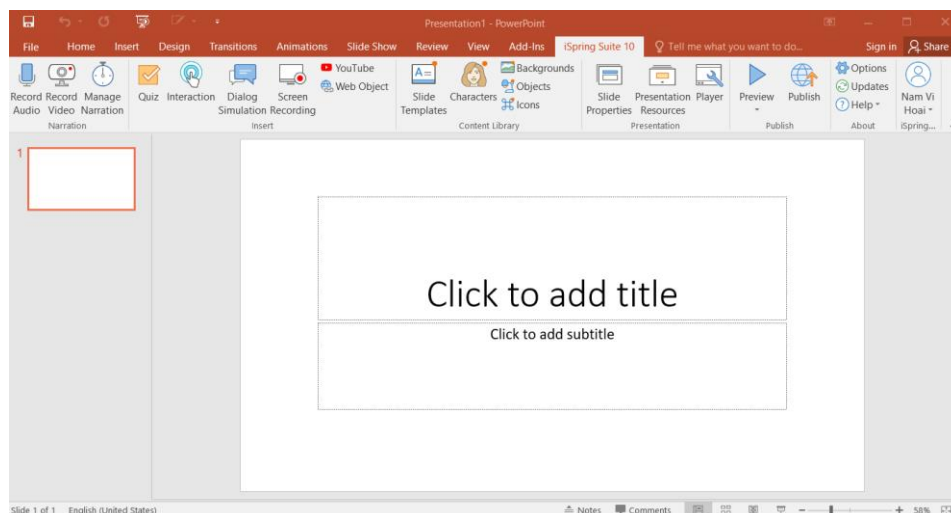 Presentation1 - PowerPoint
File Home Insert Design Transitions Animations Slide Show Review View Add-Ins iSpring Suite 10 Tell me what you want to do... Sign in Share
Record Audio
Record Video
Manage Narration
Narration
Quiz
Interaction
Dialog Simulation
Screen Recording
YouTube
Web Object
Insert
Slide Templates
Characters
Backgrounds
Objects
Icons
Content Library
Slide Properties
Presentation Resources
Player
Presentation
Preview
Publish
Publish
Options
Updates
Help
About
Nam Vi Hoai
iSpring...
1
Click to add title
Click to add subtitle
Slide 1 of 1 English (United States) Notes Comments 58%